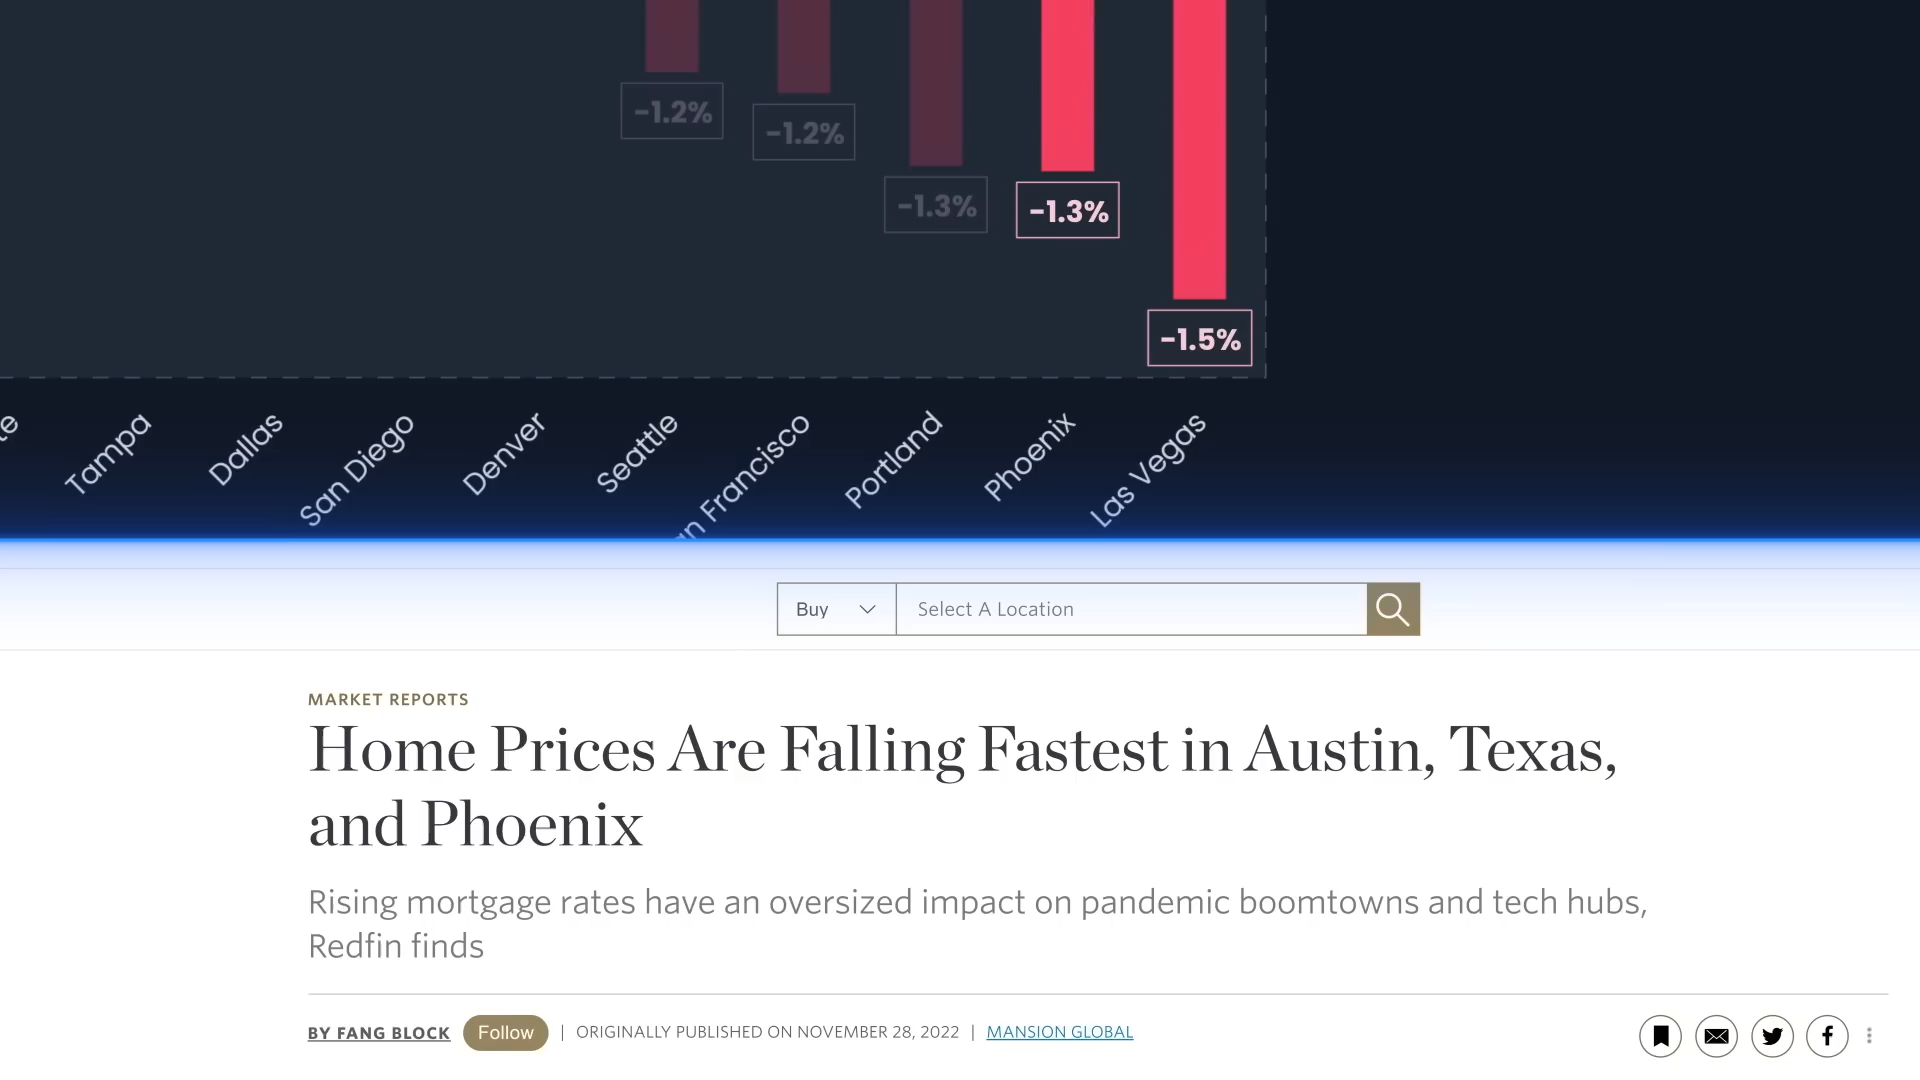 -1.2%
-1.2%
-1.3%
-1.3%
-1.5%
Tampa
Dallas
San Diego
Denver
Seattle
Francisco
Portland
Phoenix
Las Vegas
Buy
Select A Location
MARKET REPORTS
Home Prices Are Falling Fastest in Austin, Texas,
and Phoenix
Rising mortgage rates have an oversized impact on pandemic boomtowns and tech hubs,
Redfin finds
BY FANG BLOCK Follow | ORIGINALLY PUBLISHED ON NOVEMBER 28, 2022 | MANSION GLOBAL